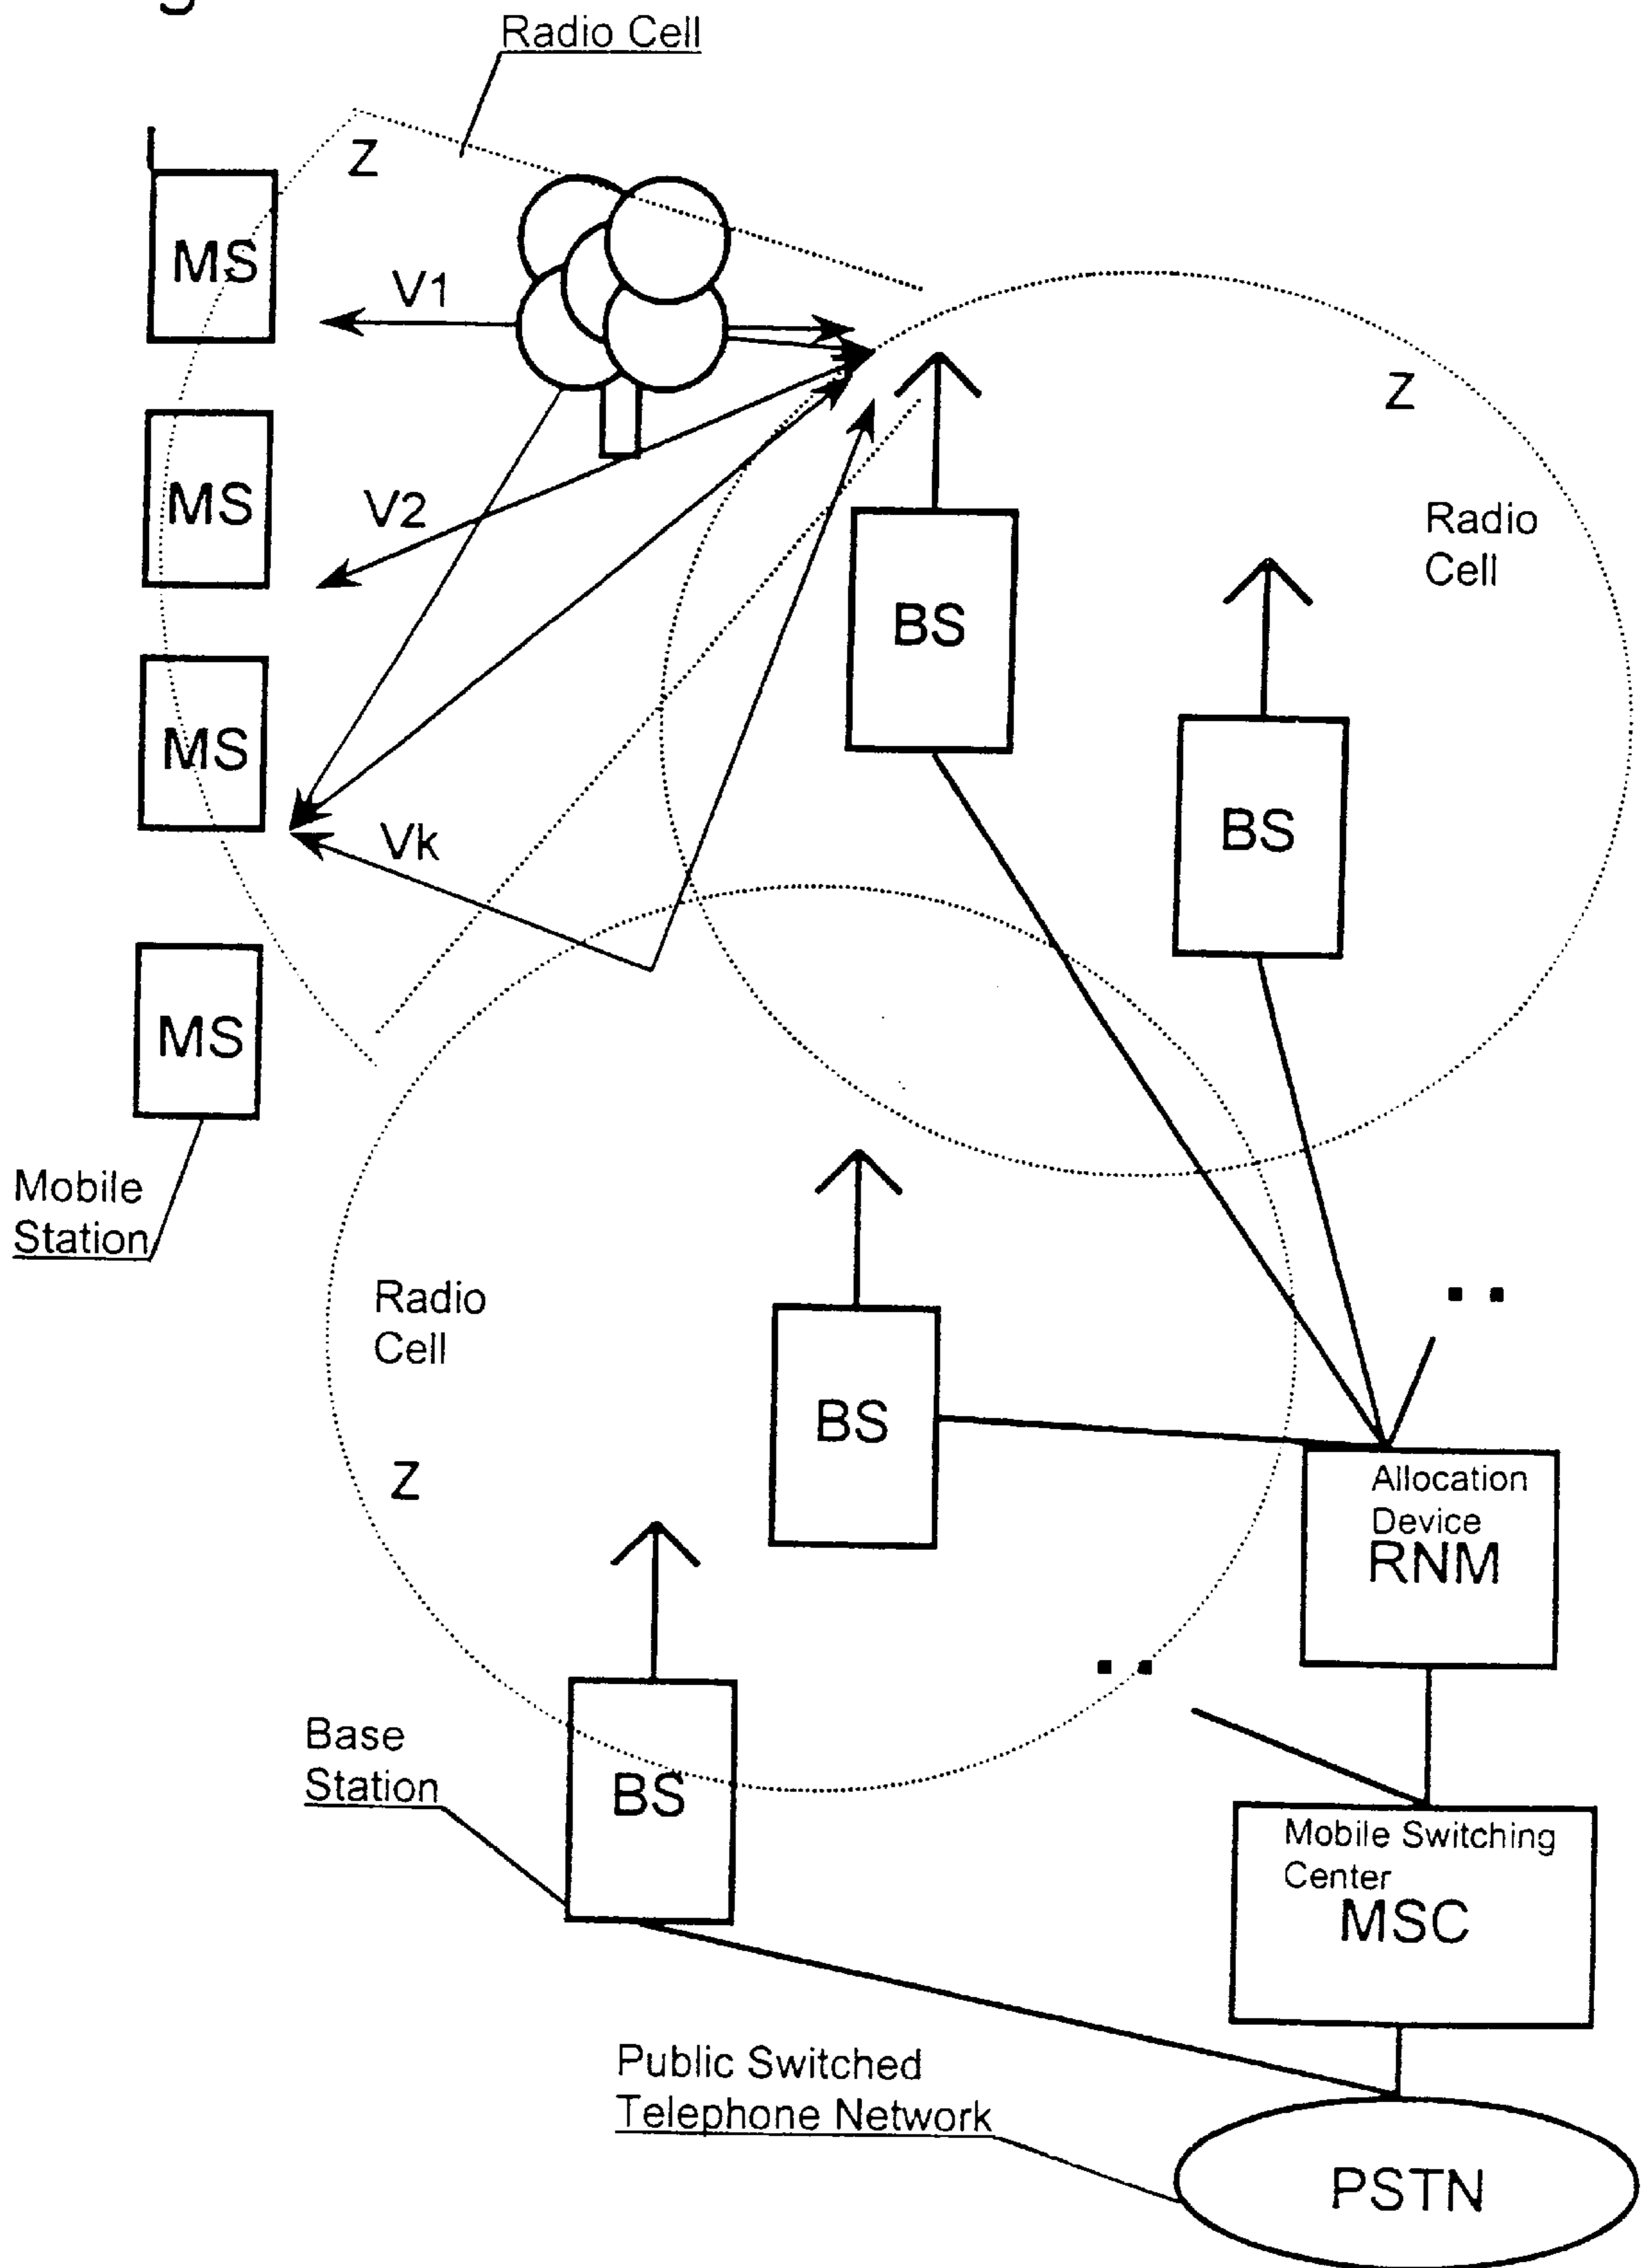 Radio Cell
Z
MS
V1
Z
MS
V2
Radio
Cell
BS
MS
BS
Vk
MS
Mobile
Station
Radio
Cell
BS
Z
Allocation
Device
RNM
Base
Station
BS
Mobile Switching
Center
MSC
Public Switched
Telephone Network
PSTN